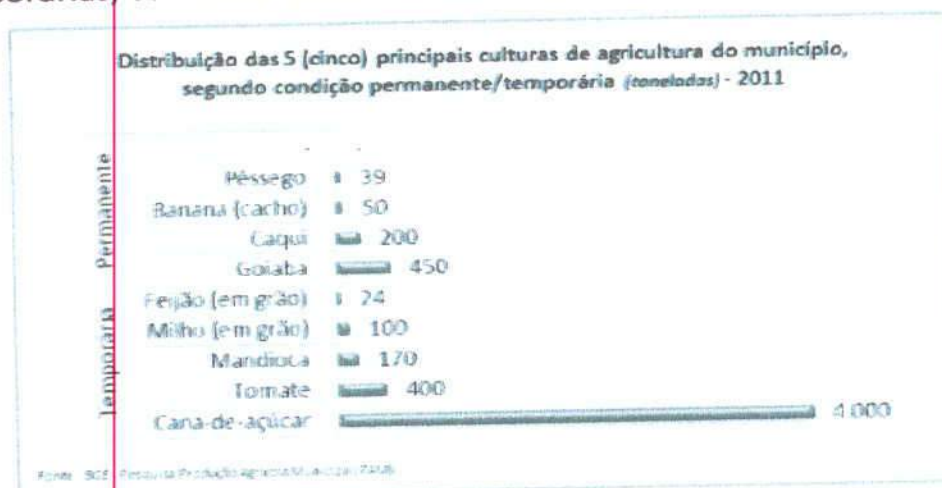 Distribuição das 5 (cinco) principais culturas de agricultura do município,
segundo condição permanente/temporária (toneladas) - 2011
Permanente
Pêssego 39
Banana (cacho) 50
Caqui 200
Goiaba 450
Temporaria
Feijão (em grão) 24
Milho (em grão) 100
Mandioca 170
Tomate 400
Cana-de-açúcar 4 000
Fonte Pesquisa Produção Agrícola Municipal